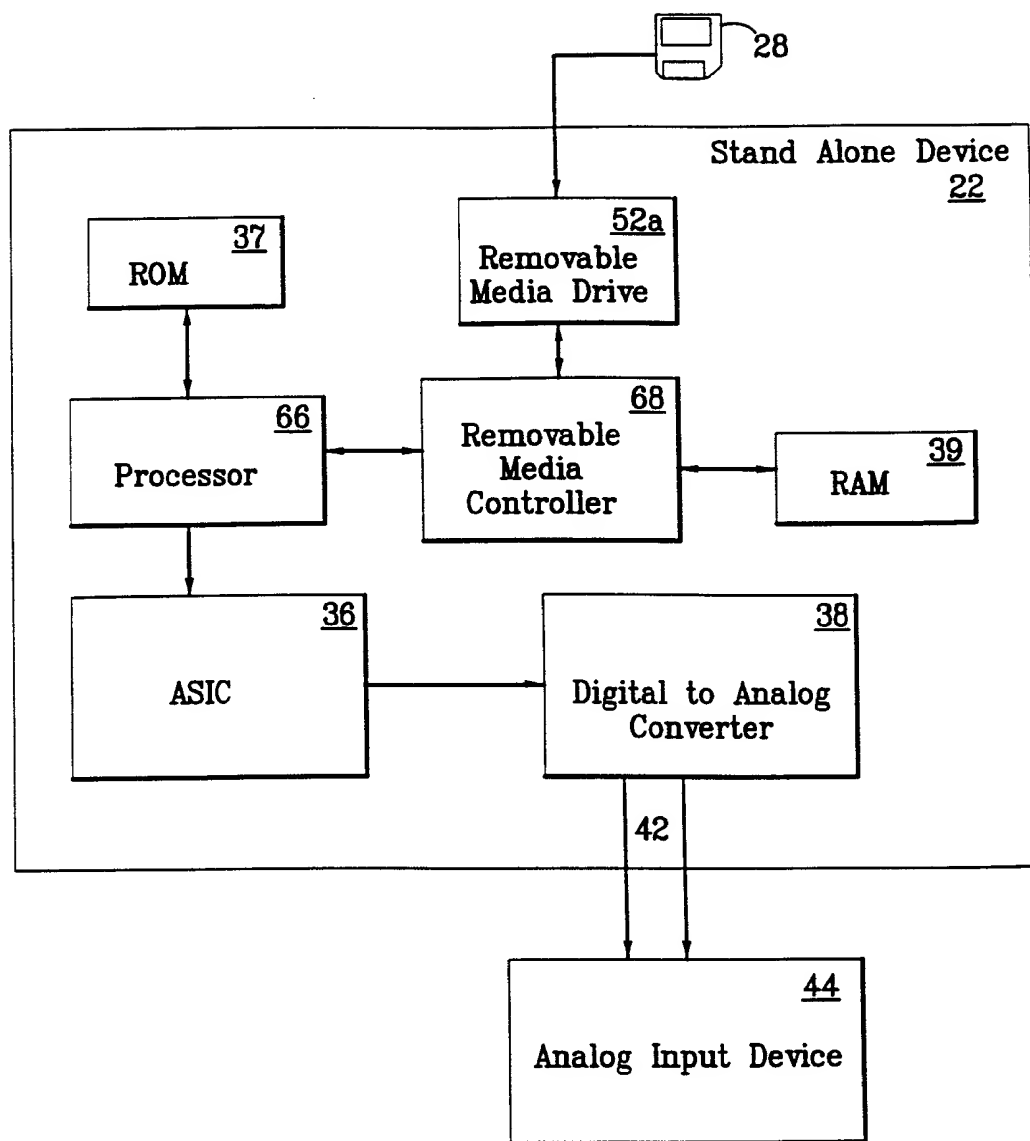 28
Stand Alone Device
22
37
ROM
52a
Removable
Media Drive
66
Processor
68
Removable
Media
Controller
39
RAM
36
ASIC
38
Digital to Analog
Converter
42
44
Analog Input Device